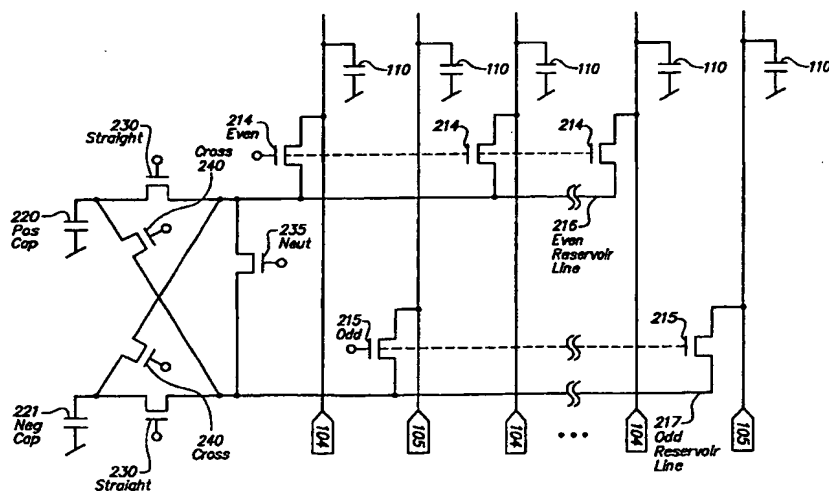 110
110
110
110
110
214
Even
214
214
230
Straight
Cross
240
220
Pos
Cap
235
Neut
216
Even
Reservoir
Line
215
Odd
215
221
Neg
Cap
240
Cross
230
Straight
104
105
104
104
217
Odd
Reservoir
Line
105